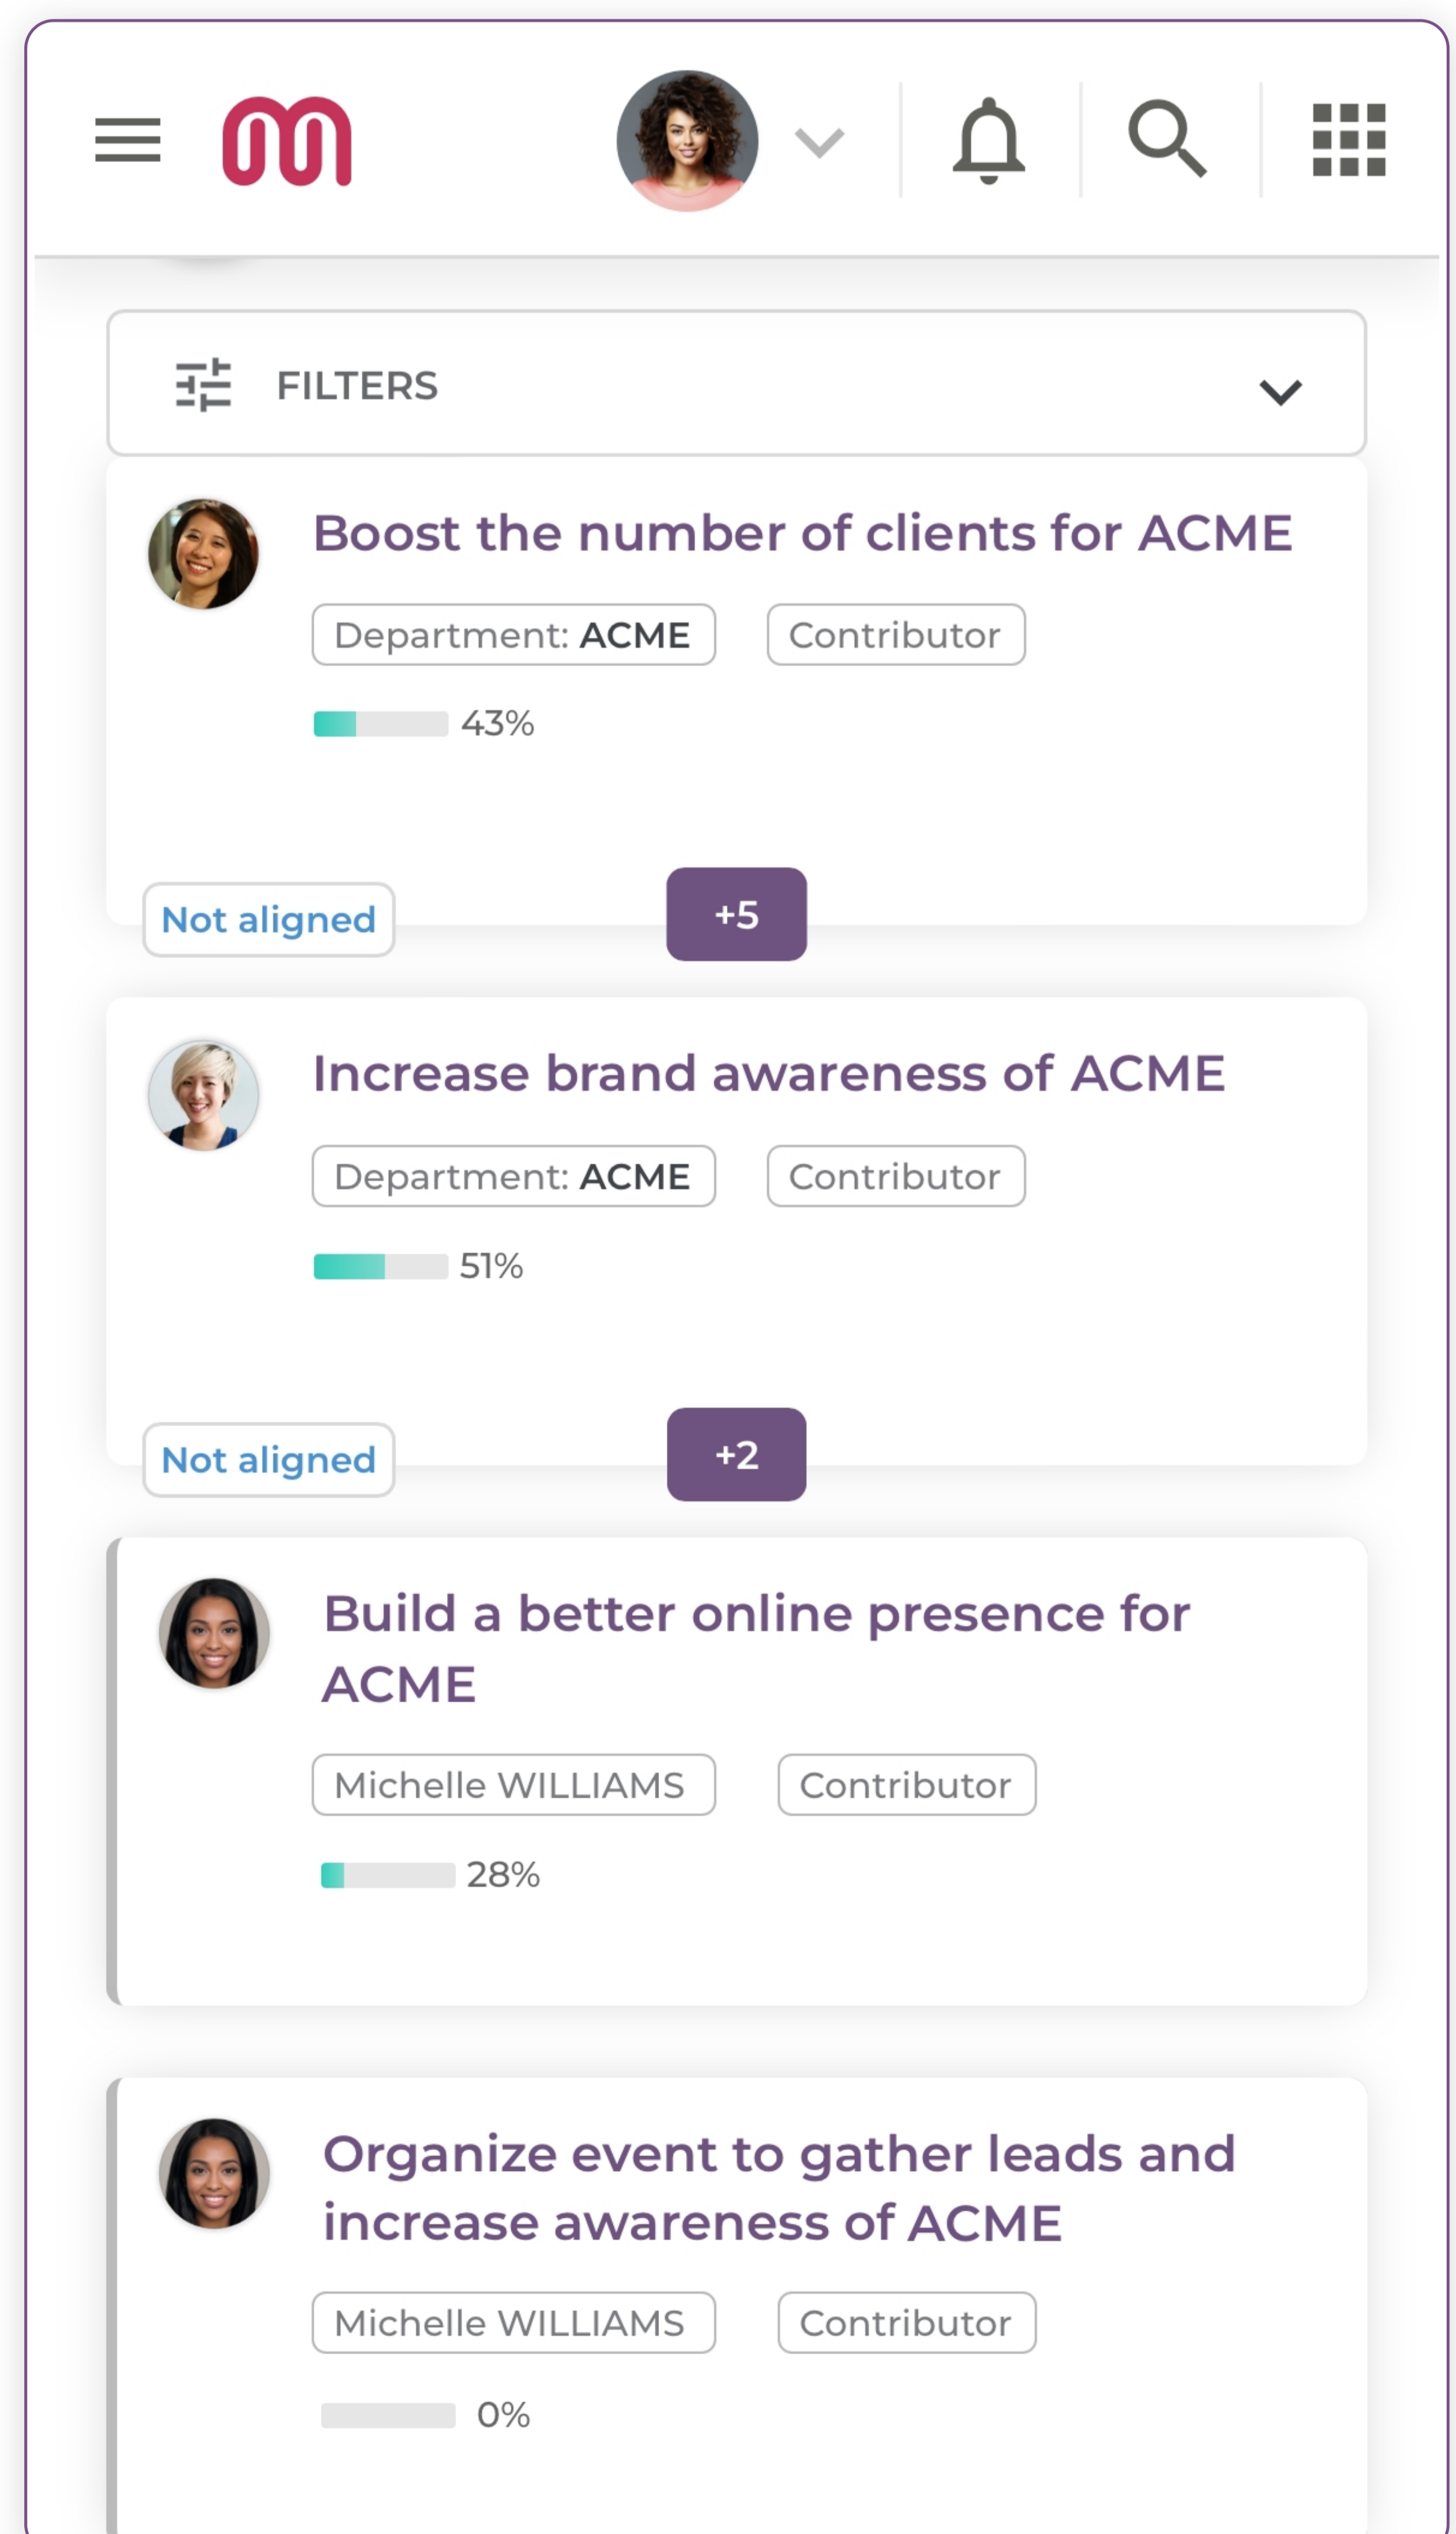 FILTERS
Boost the number of clients for ACME
Department: ACME
Contributor
43%
Not aligned
+5
Increase brand awareness of ACME
Department: ACME
Contributor
51%
Not aligned
+2
Build a better online presence for
ACME
Michelle WILLIAMS
Contributor
28%
Organize event to gather leads and
increase awareness of ACME
Michelle WILLIAMS
Contributor
0%